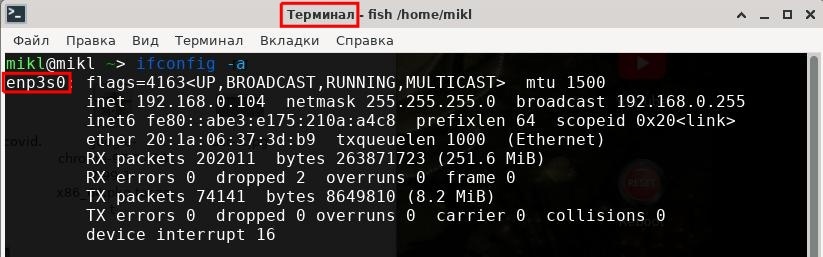 Терминал - fish /home/mikl
Файл Правка Вид Терминал Вкладки Справка
mikl@mikl ~> ifconfig -a
enp3s0: flags=4163<UP,BROADCAST,RUNNING,MULTICAST> mtu 1500
inet 192.168.0.104 netmask 255.255.255.0 broadcast 192.168.0.255
inet6 fe80::abe3:e175:210a:a4c8 prefixlen 64 scopeid 0x20<link>
ether 20:1a:06:37:3d:b9 txqueuelen 1000 (Ethernet)
RX packets 202011 bytes 263871723 (251.6 MiB)
RX errors 0 dropped 2 overruns 0 frame 0
TX packets 74141 bytes 8649810 (8.2 MiB)
TX errors 0 dropped 0 overruns 0 carrier 0 collisions 0
device interrupt 16
covid.
RESET